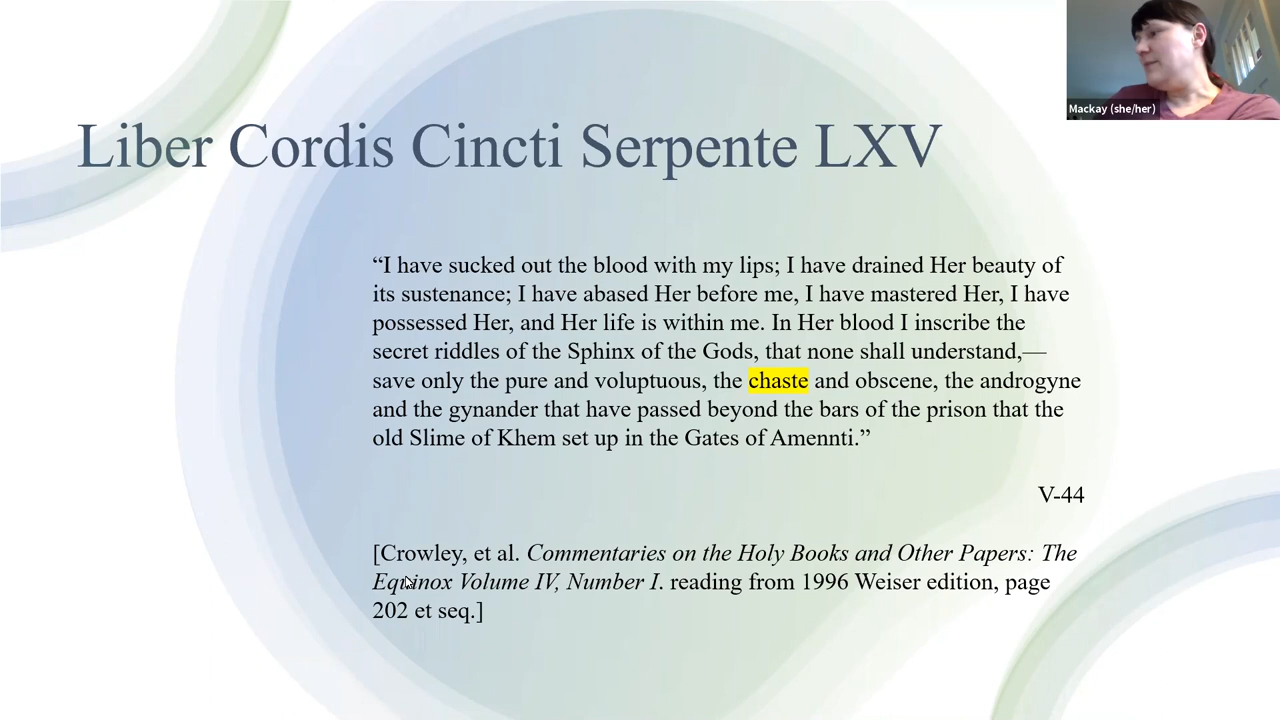 Mackay (she/her)
Liber Cordis Cincti Serpente LXV
“I have sucked out the blood with my lips; I have drained Her beauty of
its sustenance; I have abased Her before me, I have mastered Her, I have
possessed Her, and Her life is within me. In Her blood I inscribe the
secret riddles of the Sphinx of the Gods, that none shall understand,—
save only the pure and voluptuous, the chaste and obscene, the androgyne
and the gynander that have passed beyond the bars of the prison that the
old Slime of Khem set up in the Gates of Amennti.”
V-44
[Crowley, et al. Commentaries on the Holy Books and Other Papers: The
Equinox Volume IV, Number I. reading from 1996 Weiser edition, page
202 et seq.]